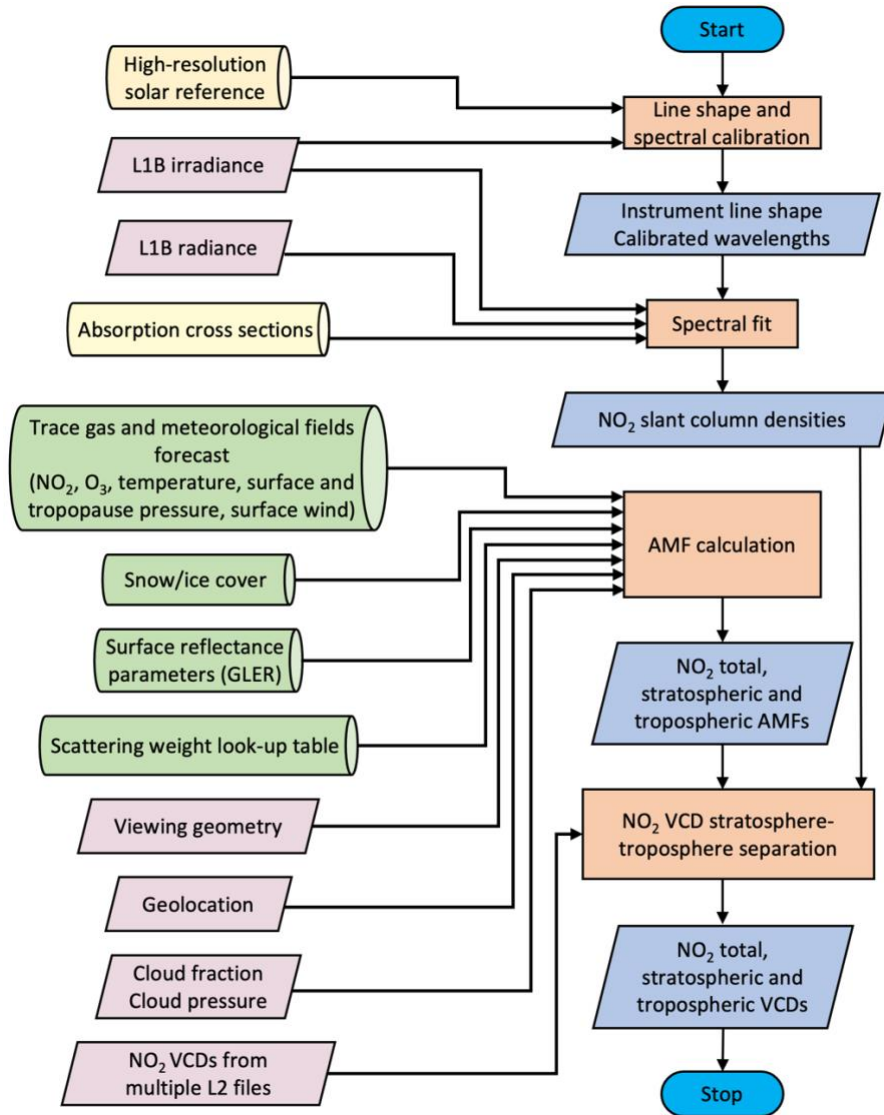 Start
High-resolution
solar reference
Line shape and
spectral calibration
L1B irradiance
Instrument line shape
Calibrated wavelengths
L1B radiance
Absorption cross sections
Spectral fit
NO₂ slant column densities
Trace gas and meteorological fields
forecast
(NO₂, O₃, temperature, surface and
tropopause pressure, surface wind)
AMF calculation
Snow/ice cover
Surface reflectance
parameters (GLER)
NO₂ total,
stratospheric and
tropospheric AMFs
Scattering weight look-up table
Viewing geometry
NO₂ VCD stratosphere-
troposphere separation
Geolocation
Cloud fraction
Cloud pressure
NO₂ total,
stratospheric and
tropospheric VCDs
NO₂ VCDs from
multiple L2 files
Stop